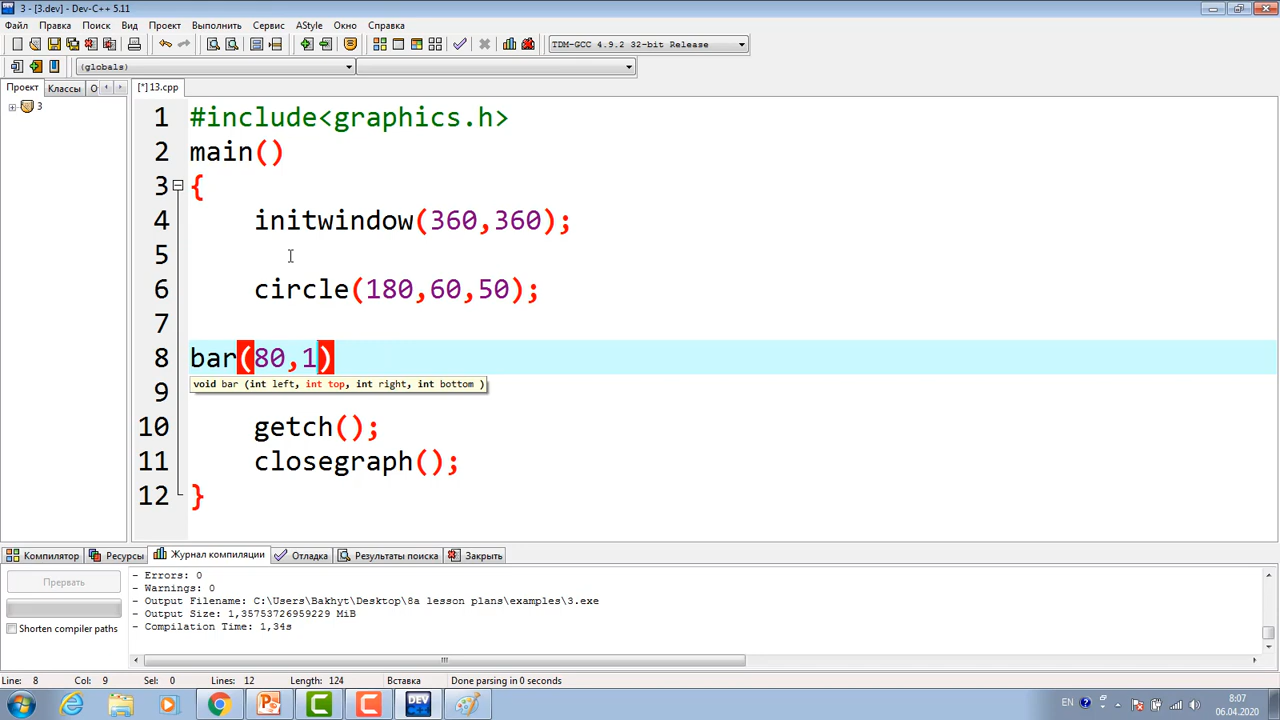 3 - [3.dev] - Dev-C++ 5.11
Файл Правка Поиск Вид Проект Выполнить Сервис AStyle Окно Справка
TDM-GCC 4.9.2 32-bit Release
(globals)
Проект Классы О [*] 13.cpp
3
1 #include<graphics.h>
2 main()
3 {
4 initwindow(360,360);
5
6 circle(180,60,50);
7
8 bar(80,1)
void bar (int left, int top, int right, int bottom )
9
10 getch();
11 closegraph();
12 }
Компилятор Ресурсы Журнал компиляции Отладка Результаты поиска Закрыть
Прервать
Shorten compiler paths
- Errors: 0
- Warnings: 0
- Output Filename: C:\Users\Bakhyt\Desktop\8a lesson plans\examples\3.exe
- Output Size: 1,35753726959229 MiB
- Compilation Time: 1,34s
Line: 8 Col: 9 Sel: 0 Lines: 12 Length: 124 Вставка Done parsing in 0 seconds
DEV
EN 8:07
06.04.2020